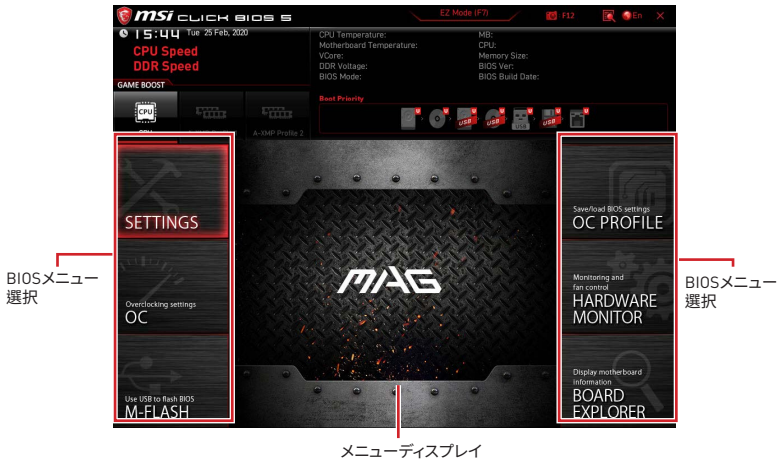 msi CLICK BIOS 5
EZ Mode (F7)
F12
En
15:44 Tue 25 Feb, 2020
CPU Speed
DDR Speed
GAME BOOST
CPU
CPU
A-XMP Profile 2
CPU Temperature:
Motherboard Temperature:
VCore:
DDR Voltage:
BIOS Mode:
MB:
CPU:
Memory Size:
BIOS Ver:
BIOS Build Date:
Boot Priority
U
U
USB U
USB U
USB U
USB U
U
SETTINGS
Overclocking settings
OC
Use USB to flash BIOS
M-FLASH
MAG
Save/load BIOS settings
OC PROFILE
Monitoring and
fan control
HARDWARE
MONITOR
Display motherboard
information
BOARD
EXPLORER
BIOSメニュー
選択
BIOSメニュー
選択
メニューディスプレイ